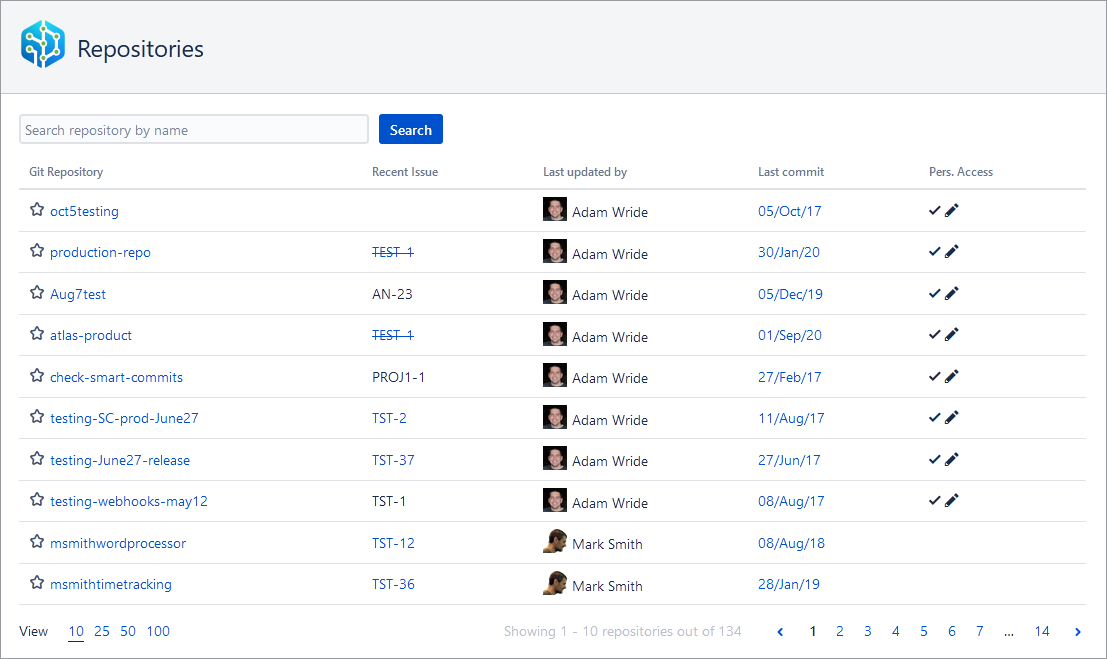 Repositories
Search repository by name Search
Git Repository Recent Issue Last updated by Last commit Pers. Access
oct5testing Adam Wride 05/Oct/17
production-repo TEST-1 Adam Wride 30/Jan/20
Aug7test AN-23 Adam Wride 05/Dec/19
atlas-product TEST-1 Adam Wride 01/Sep/20
check-smart-commits PROJ1-1 Adam Wride 27/Feb/17
testing-SC-prod-June27 TST-2 Adam Wride 11/Aug/17
testing-June27-release TST-37 Adam Wride 27/Jun/17
testing-webhooks-may12 TST-1 Adam Wride 08/Aug/17
msmithwordprocessor TST-12 Mark Smith 08/Aug/18
msmithtimetracking TST-36 Mark Smith 28/Jan/19
View 10 25 50 100 Showing 1 - 10 repositories out of 134 1 2 3 4 5 6 7 ... 14